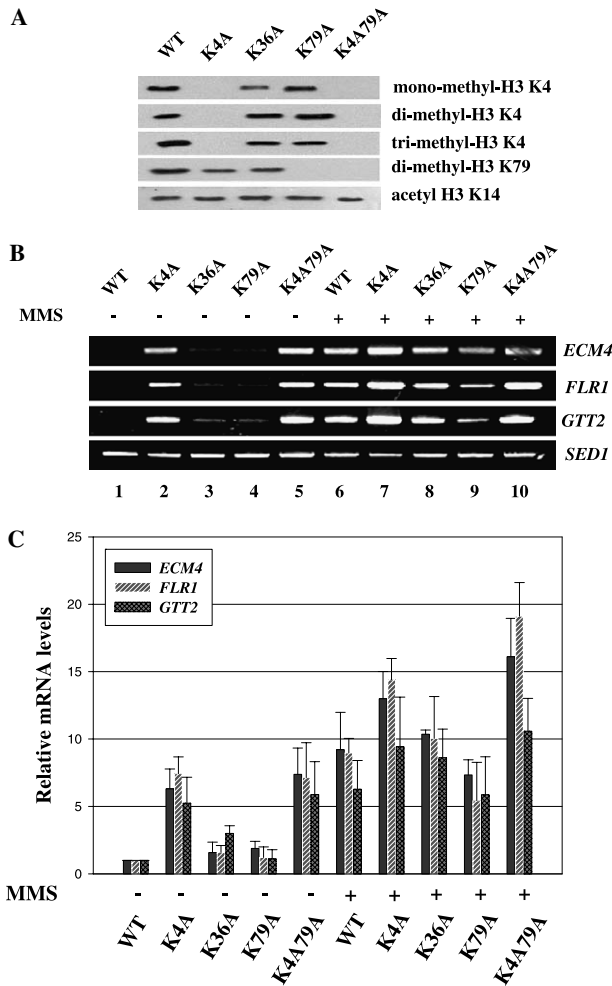 A
WT K4A K36A K79A K4A79A
mono-methyl-H3 K4
di-methyl-H3 K4
tri-methyl-H3 K4
di-methyl-H3 K79
acetyl H3 K14
B
WT K4A K36A K79A K4A79A WT K4A K36A K79A K4A79A
MMS - - - - - + + + + +
ECM4
FLR1
GTT2
SED1
1 2 3 4 5 6 7 8 9 10
C
25
20
15
10
5
0
Relative mRNA levels
ECM4
FLR1
GTT2
MMS - - - - - + + + + +
WT K4A K36A K79A K4A79A WT K4A K36A K79A K4A79A